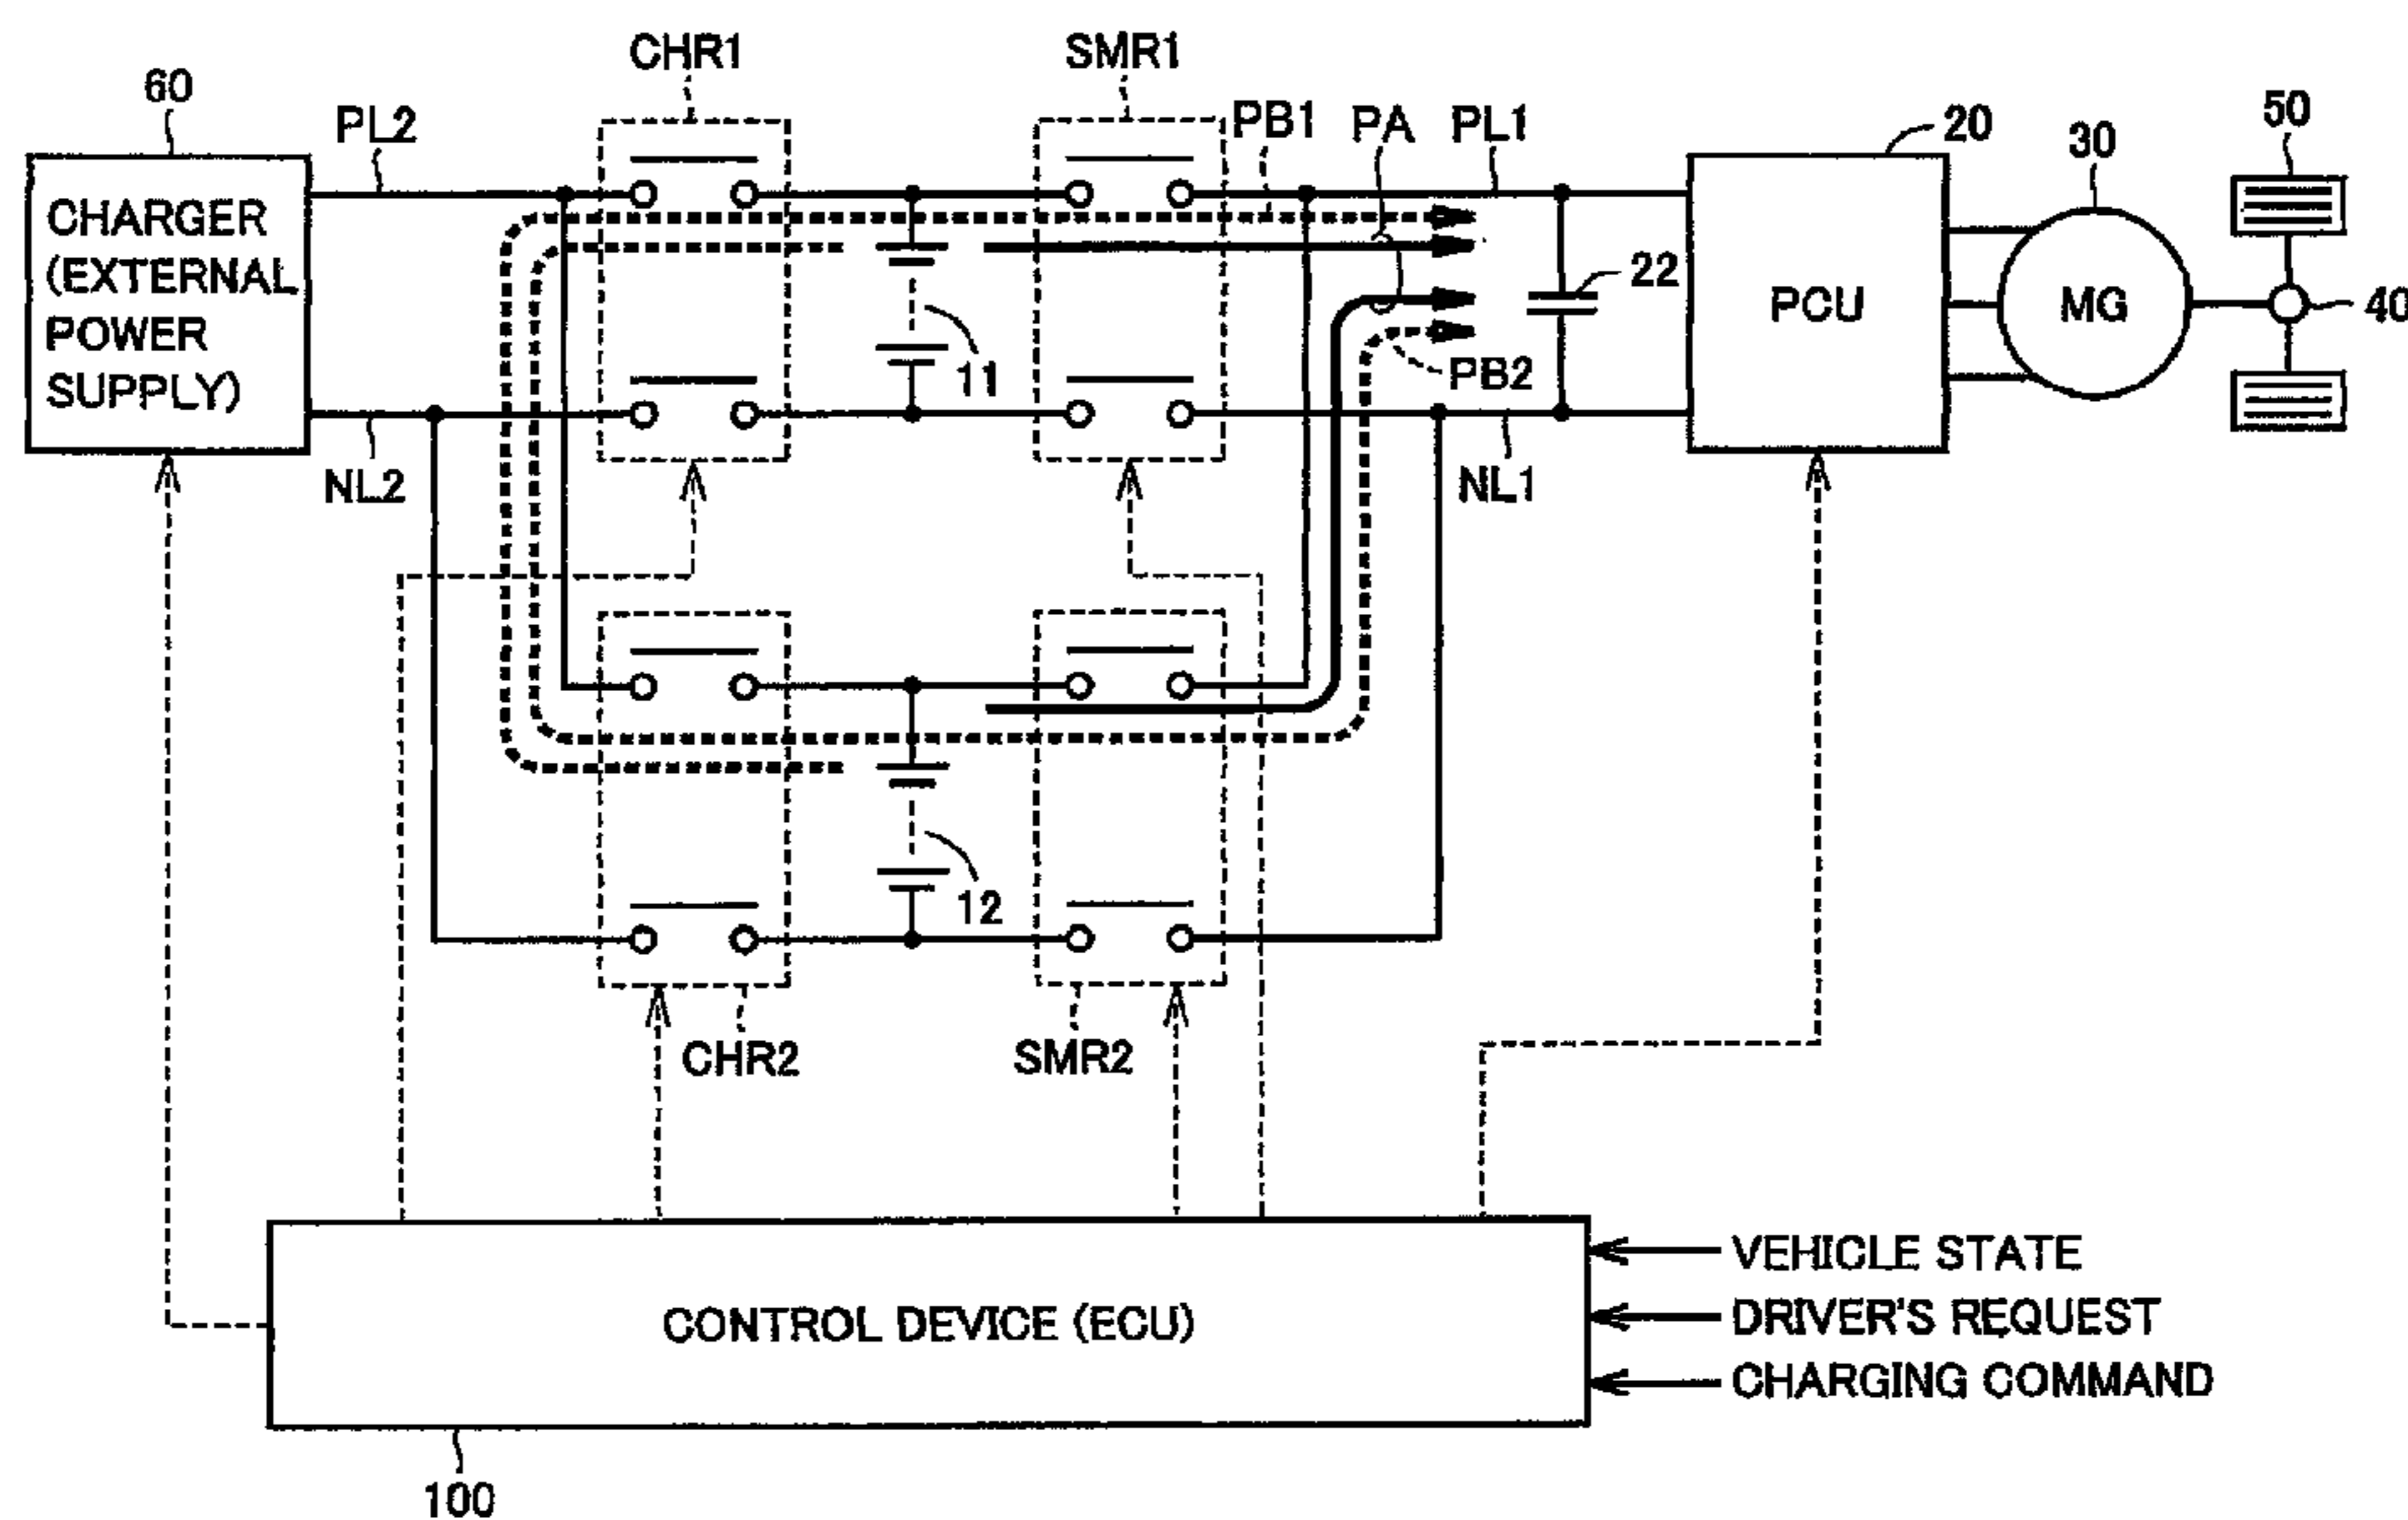 CHR1
SMR1
60
PL2
PB1
PA
PL1
20
30
50
CHARGER
(EXTERNAL
POWER
SUPPLY)
22
PCU
MG
40
11
PB2
NL2
NL1
12
CHR2
SMR2
CONTROL DEVICE (ECU)
VEHICLE STATE
DRIVER'S REQUEST
CHARGING COMMAND
100